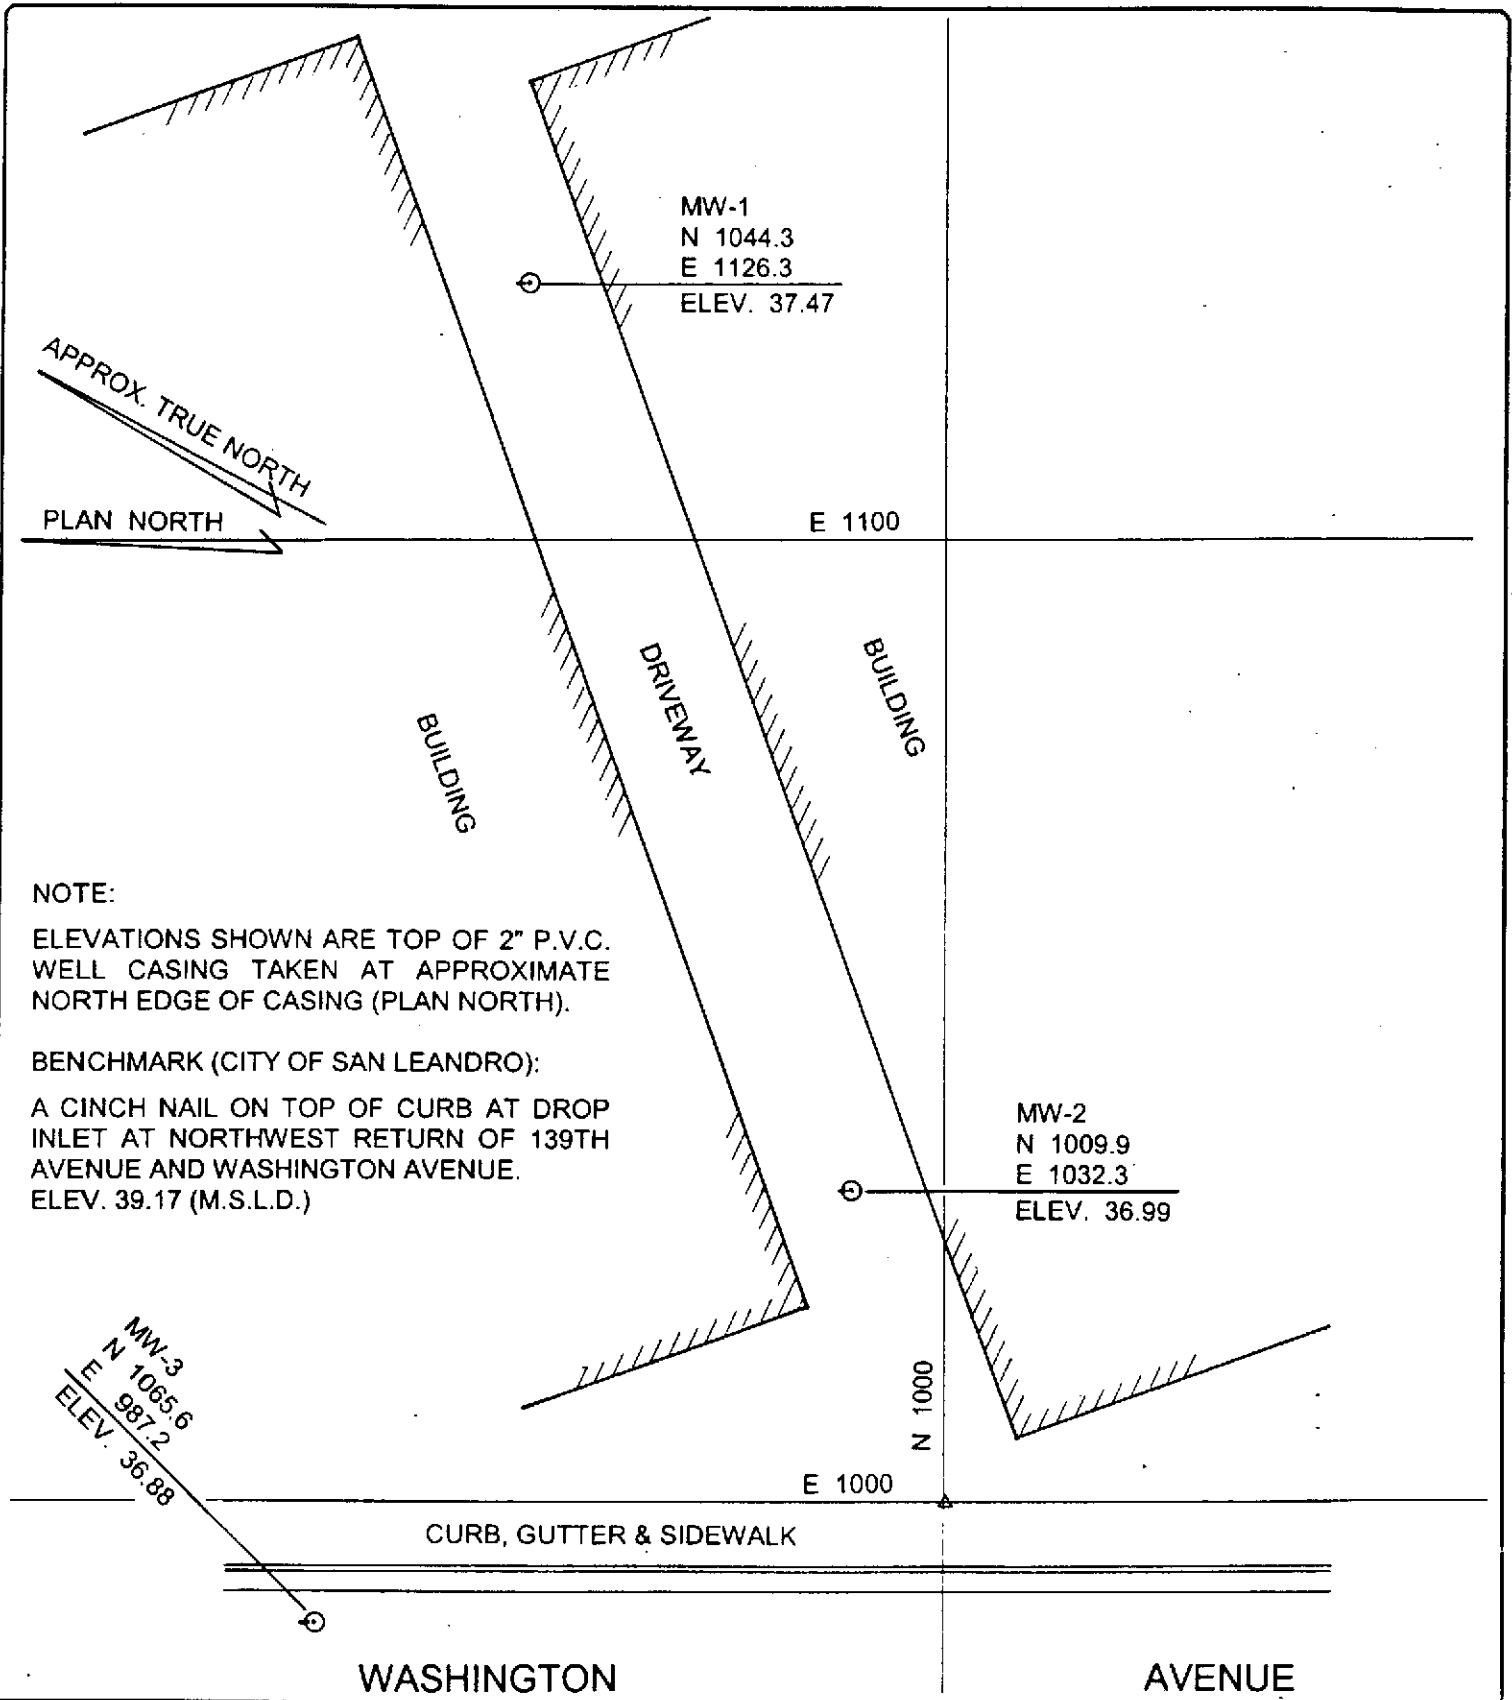 MW-1
N 1044.3
E 1126.3
ELEV. 37.47
APPROX. TRUE NORTH
PLAN NORTH
E 1100
DRIVEWAY
BUILDING
BUILDING
NOTE:
ELEVATIONS SHOWN ARE TOP OF 2" P.V.C.
WELL CASING TAKEN AT APPROXIMATE
NORTH EDGE OF CASING (PLAN NORTH).
BENCHMARK (CITY OF SAN LEANDRO):
A CINCH NAIL ON TOP OF CURB AT DROP
INLET AT NORTHWEST RETURN OF 139TH
AVENUE AND WASHINGTON AVENUE.
ELEV. 39.17 (M.S.L.D.)
MW-2
N 1009.9
E 1032.3
ELEV. 36.99
MW-3
N 1065.6
E 987.2
ELEV. 36.88
N 1000
E 1000
CURB, GUTTER & SIDEWALK
WASHINGTON AVENUE